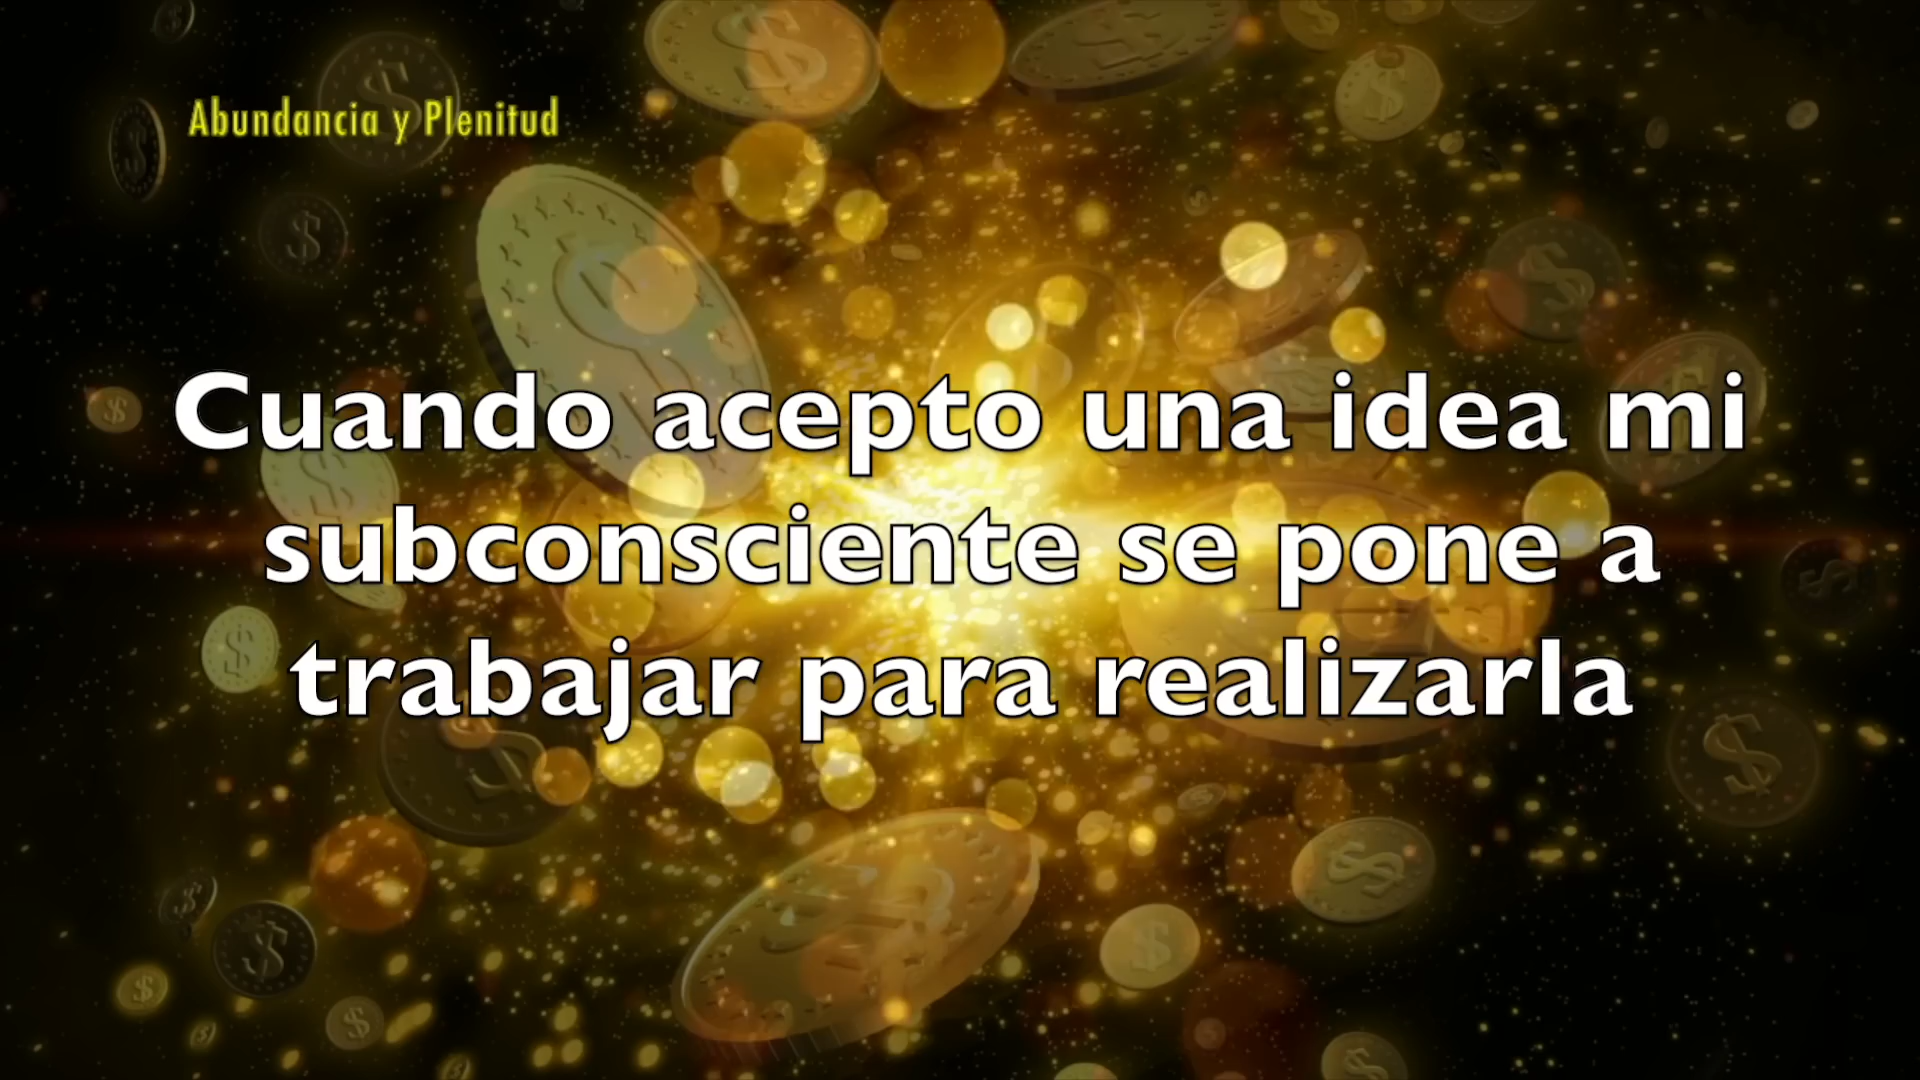 Abundancia y Plenitud
Cuando acepto una idea mi
subconsciente se pone a
trabajar para realizarla